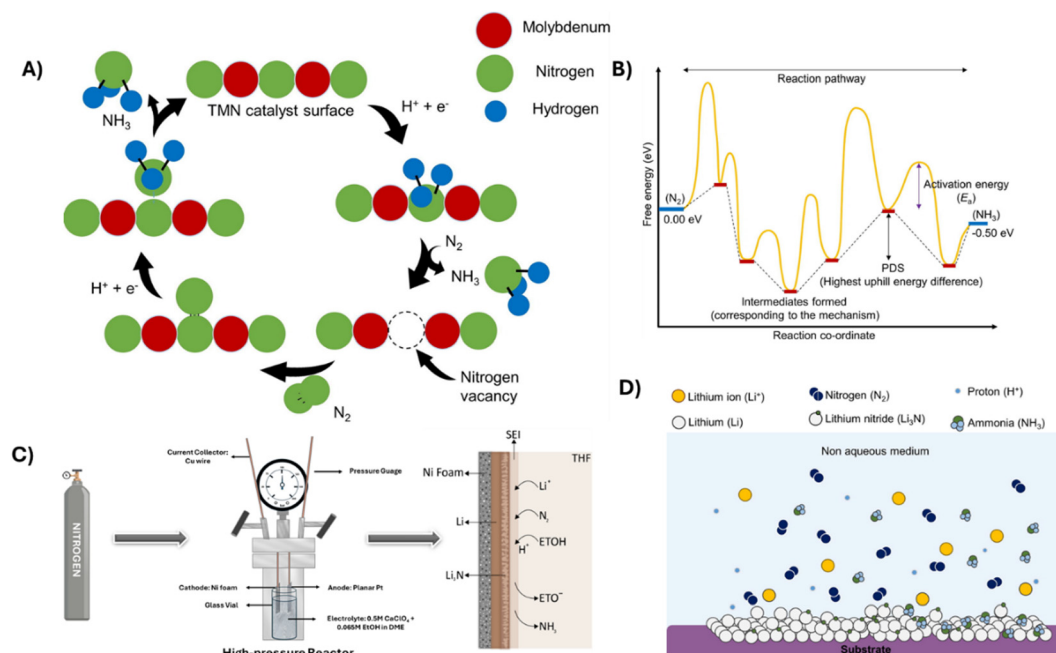 A)
Molybdenum
Nitrogen
Hydrogen
NH₃
TMN catalyst surface
H⁺ + e⁻
N₂
NH₃
H⁺ + e⁻
Nitrogen
vacancy
N₂
B)
Reaction pathway
Free energy (eV)
(N₂)
0.00 eV
Activation energy
(Eₐ)
(NH₃)
-0.50 eV
PDS
(Highest uphill energy difference)
Intermediates formed
(corresponding to the mechanism)
Reaction co-ordinate
C)
NITROGEN
Current Collector:
Cu wire
Pressure Guage
Cathode: Ni foam
Anode: Planar Pt
Glass Vial
Electrolyte: 0.5M CaClO₄ +
0.065M EtOH in DME
High-pressure Reactor
SEI
THF
Ni Foam
Li⁺
N₂
Li
ETOH
H⁺
Li₃N
ETO⁻
NH₃
D)
Lithium ion (Li⁺)
Nitrogen (N₂)
Proton (H⁺)
Lithium (Li)
Lithium nitride (Li₃N)
Ammonia (NH₃)
Non aqueous medium
Substrate